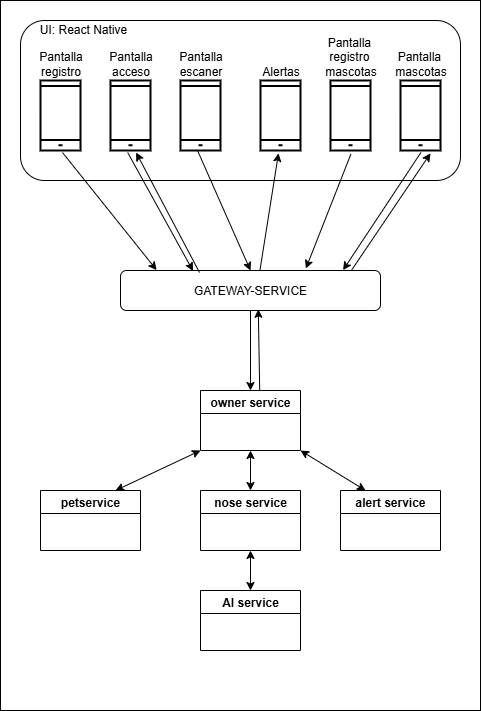 UI: React Native
Pantalla
registro
Pantalla
acceso
Pantalla
escaner
Alertas
Pantalla
registro
mascotas
Pantalla
mascotas
GATEWAY-SERVICE
owner service
petservice
nose service
alert service
AI service